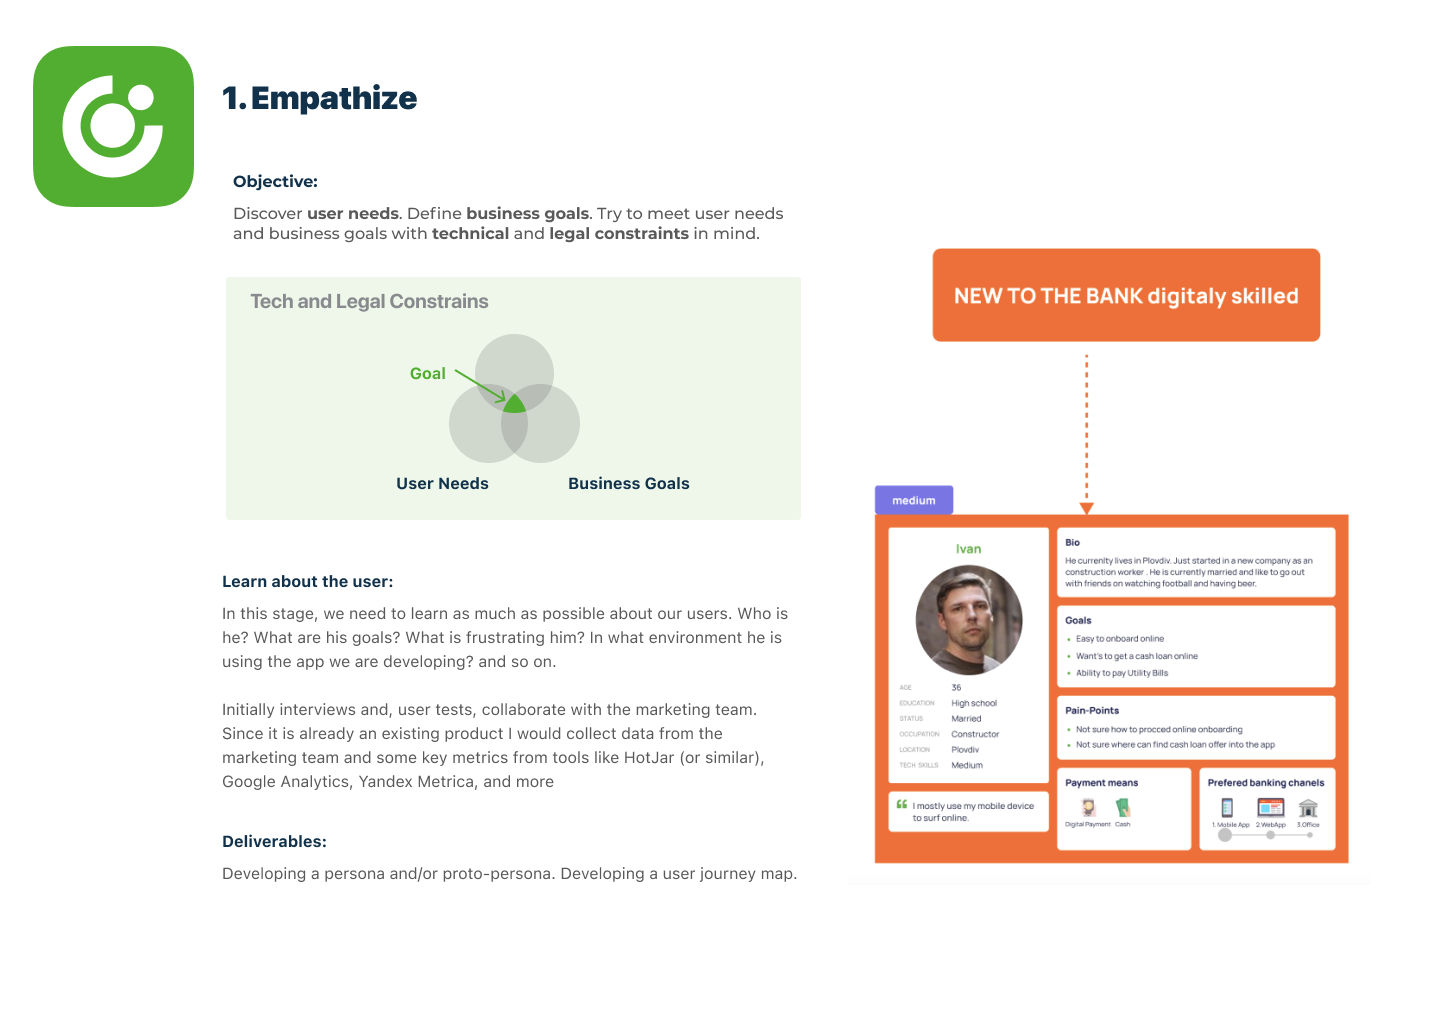 1. Empathize
Objective:
Discover user needs. Define business goals. Try to meet user needs
and business goals with technical and legal constraints in mind.
Tech and Legal Constrains
Goal
User Needs
Business Goals
Learn about the user:
In this stage, we need to learn as much as possible about our users. Who is
he? What are his goals? What is frustrating him? In what environment he is
using the app we are developing? and so on.
Initially interviews and, user tests, collaborate with the marketing team.
Since it is already an existing product I would collect data from the
marketing team and some key metrics from tools like HotJar (or similar),
Google Analytics, Yandex Metrica, and more
Deliverables:
Developing a persona and/or proto-persona. Developing a user journey map.
NEW TO THE BANK digitaly skilled
medium
Ivan
AGE 36
EDUCATION High school
STATUS Married
OCCUPATION Constructor
LOCATION Plovdiv
TECH SKILLS Medium
“ I mostly use my mobile device
to surf online.
Bio
He currenlty lives in Plovdiv. Just started in a new company as an
construction worker . He is currently married and like to go out
with friends on watching football and having beer.
Goals
• Easy to onboard online
• Want's to get a cash loan online
• Ability to pay Utility Bills
Pain-Points
• Not sure how to procced online onboarding
• Not sure where can find cash loan offer into the app
Payment means
Digital Payment Cash
Prefered banking chanels
1. Mobile App 2.WebApp 3.Office